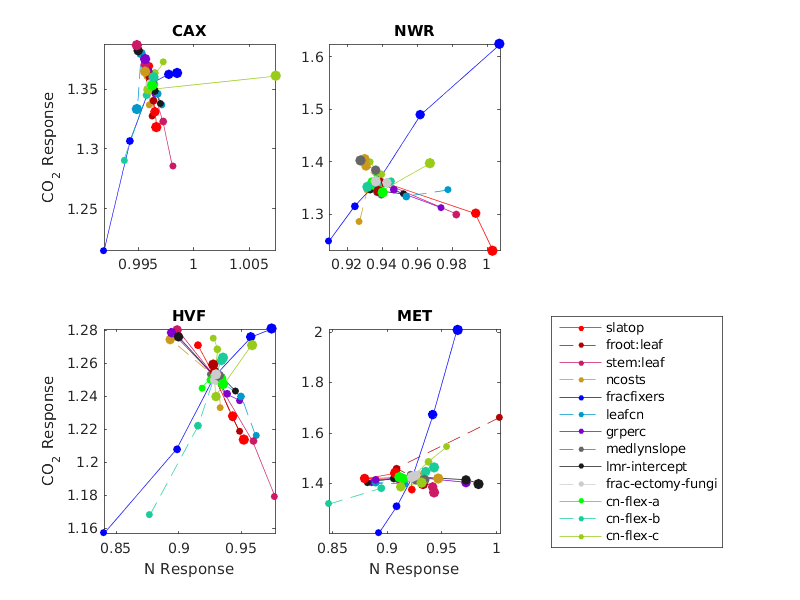 CAX
NWR
1.35
1.3
1.25
CO2 Response
0.995
1
1.005
1.6
1.5
1.4
1.3
0.92
0.94
0.96
0.98
1
HVF
MET
1.28
1.26
1.24
1.22
1.2
1.18
1.16
CO2 Response
0.85
0.9
0.95
N Response
2
1.8
1.6
1.4
0.85
0.9
0.95
1
N Response
slatop
froot:leaf
stem:leaf
ncosts
fracfixers
leafcn
grperc
medlynslope
lmr-intercept
frac-ectomy-fungi
cn-flex-a
cn-flex-b
cn-flex-c